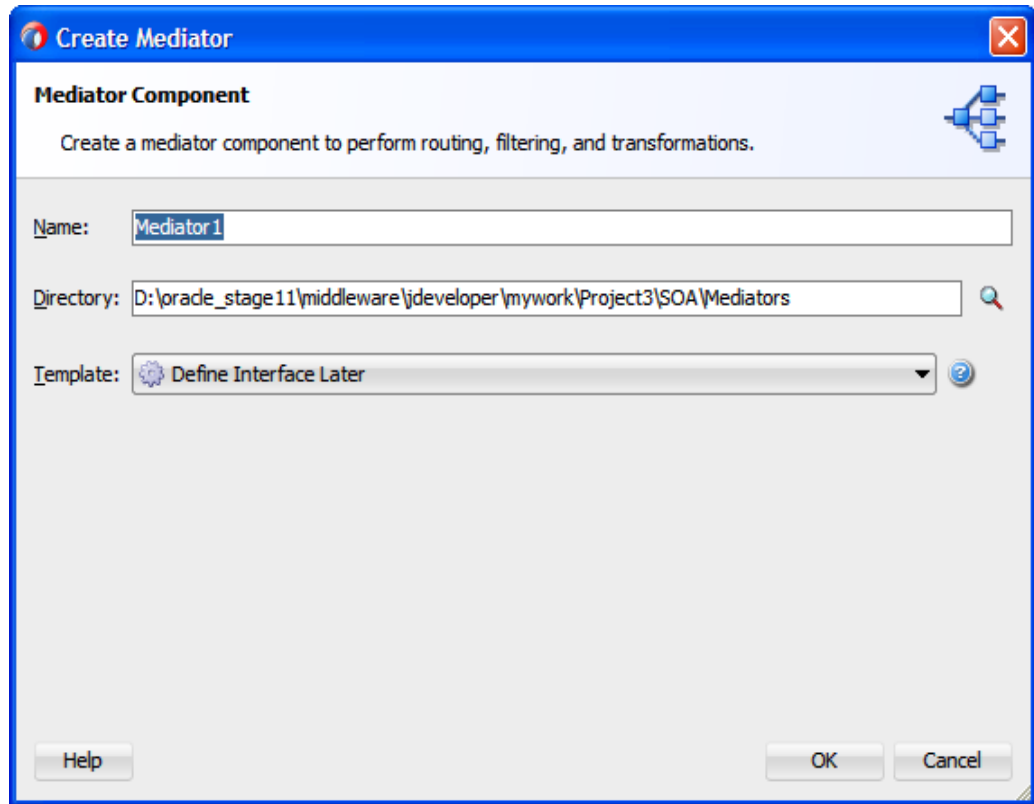 Create Mediator
Mediator Component
Create a mediator component to perform routing, filtering, and transformations.
Name: Mediator1
Directory: D:\oracle_stage11\middleware\jdeveloper\mywork\Project3\SOA\Mediators
Template: Define Interface Later
Help OK Cancel